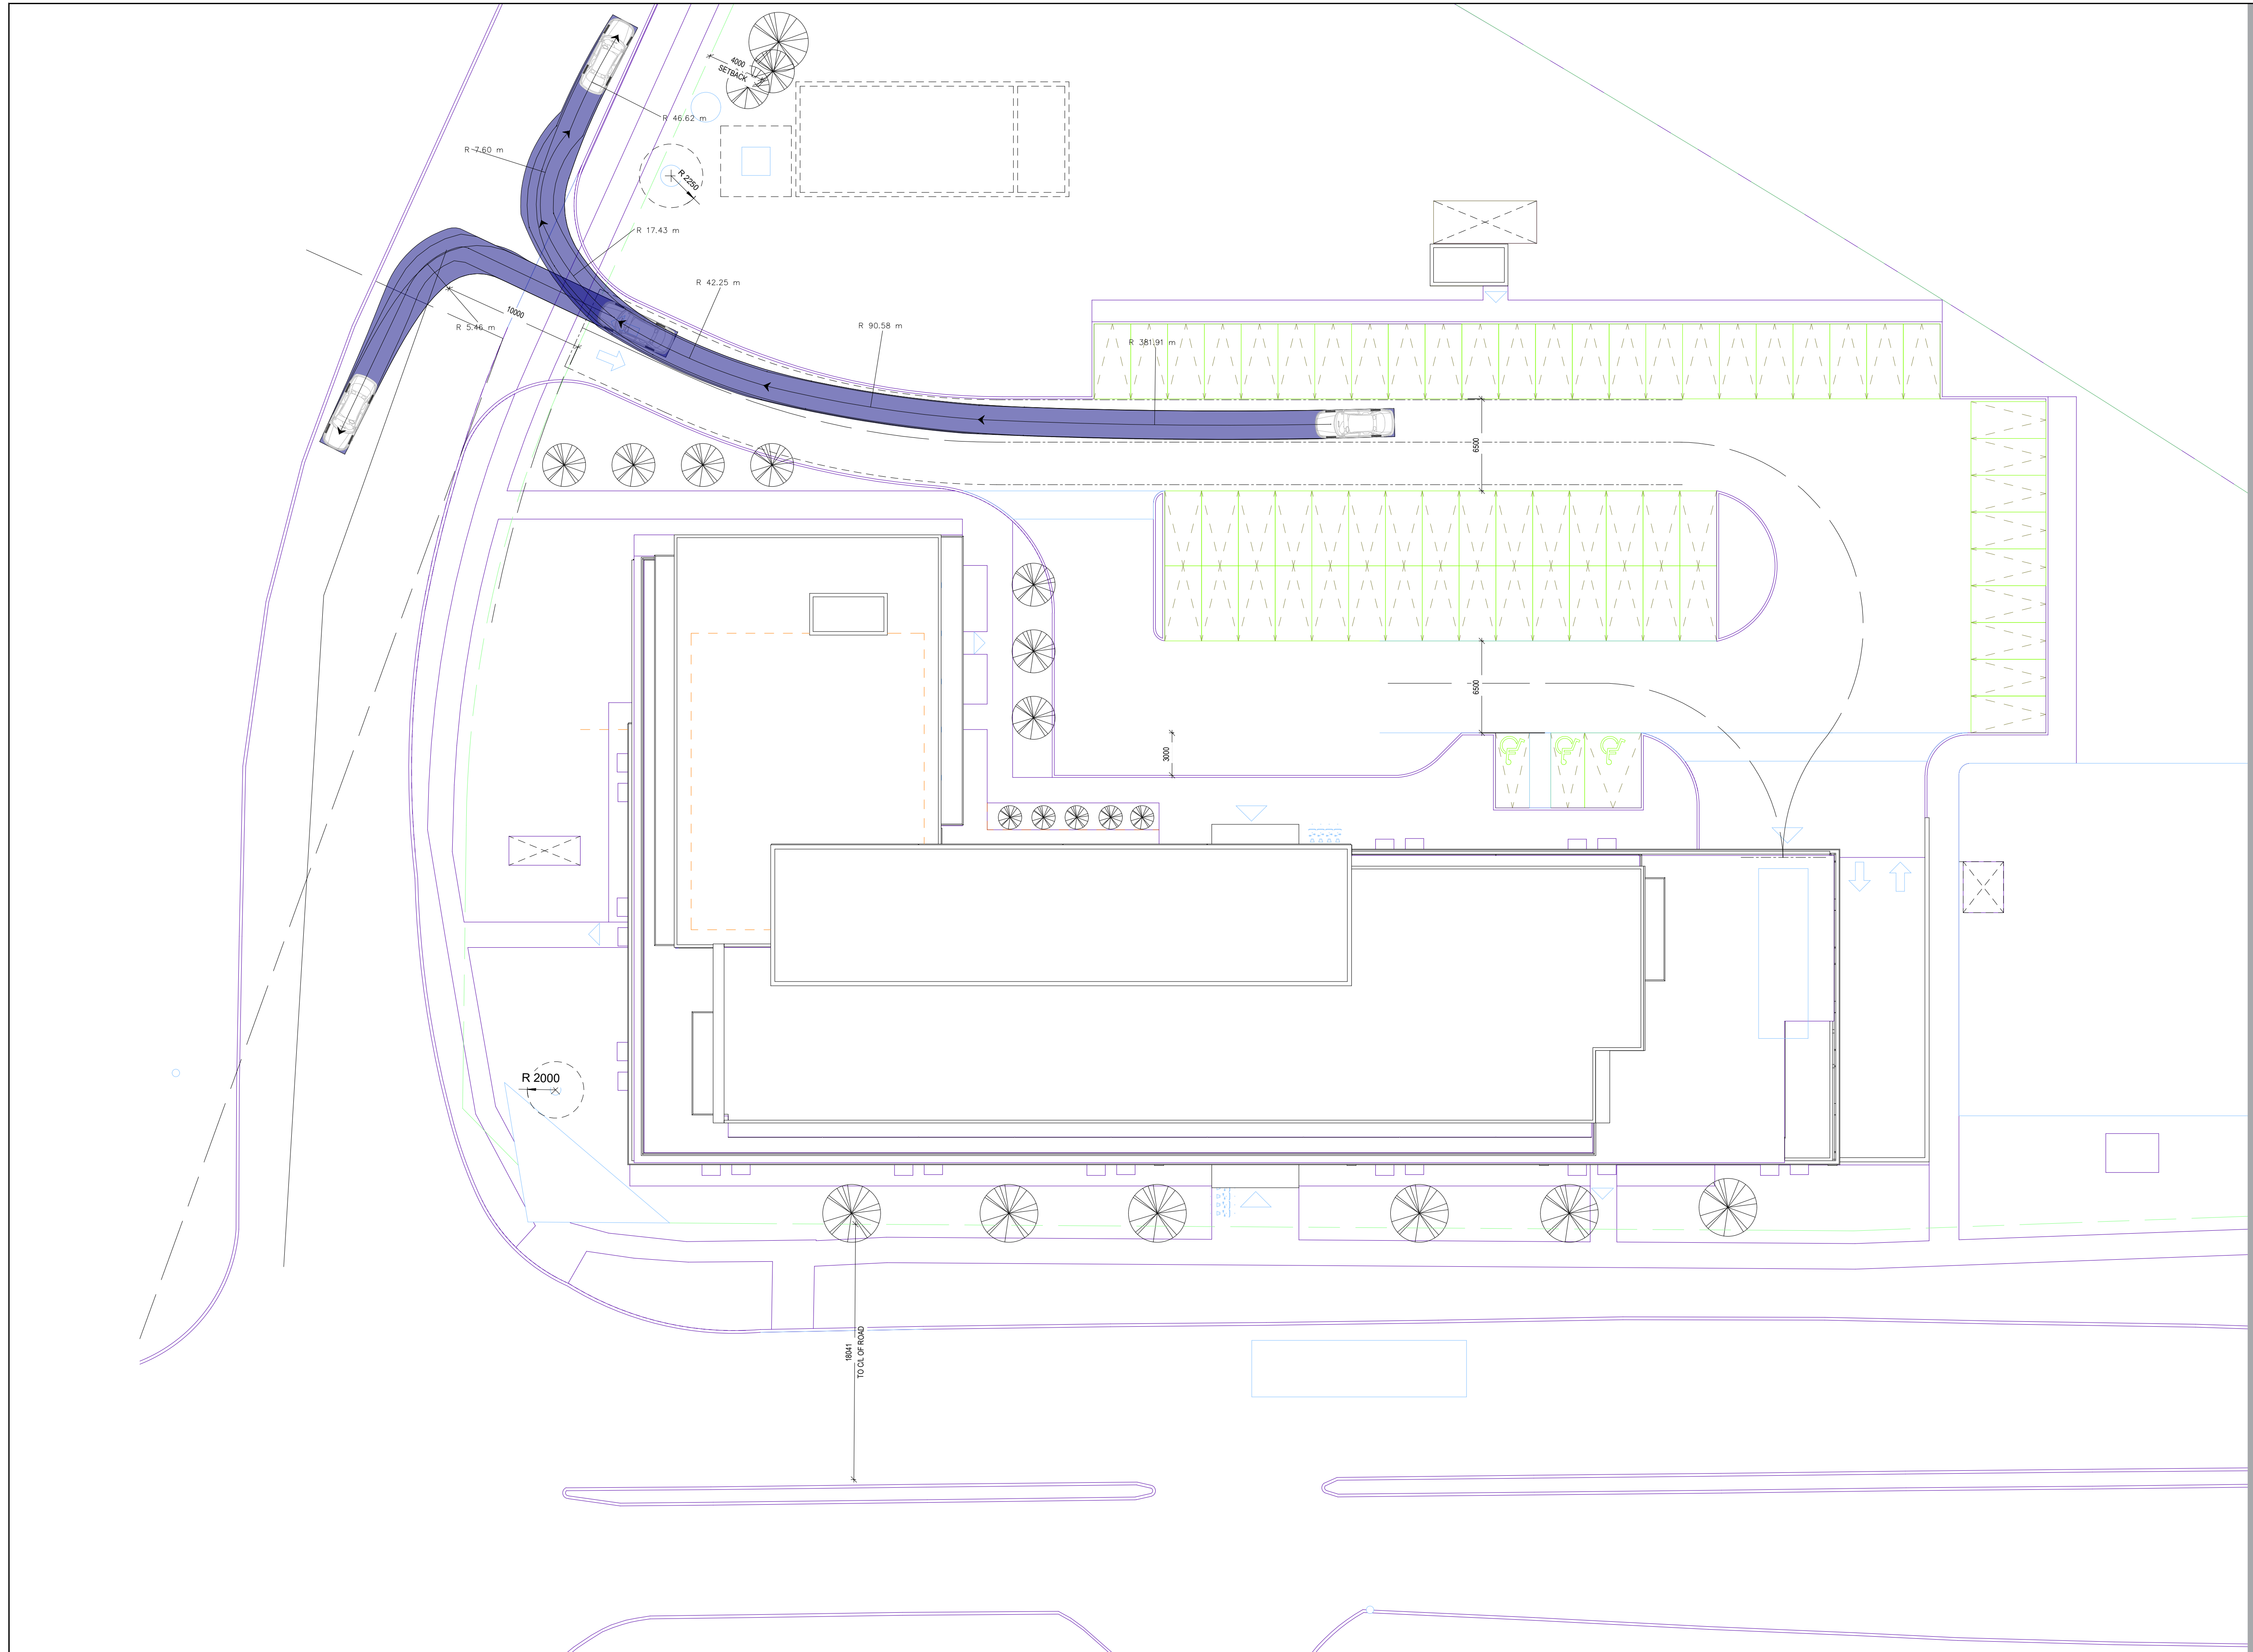 4000
SETBACK
R 46.62 m
R 7.60 m
R 2250
R 17.43 m
R 42.25 m
10000
R 5.46 m
R 90.58 m
R 381.91 m
6500
6500
3000
R 2000
18041
TO C/L OF ROAD